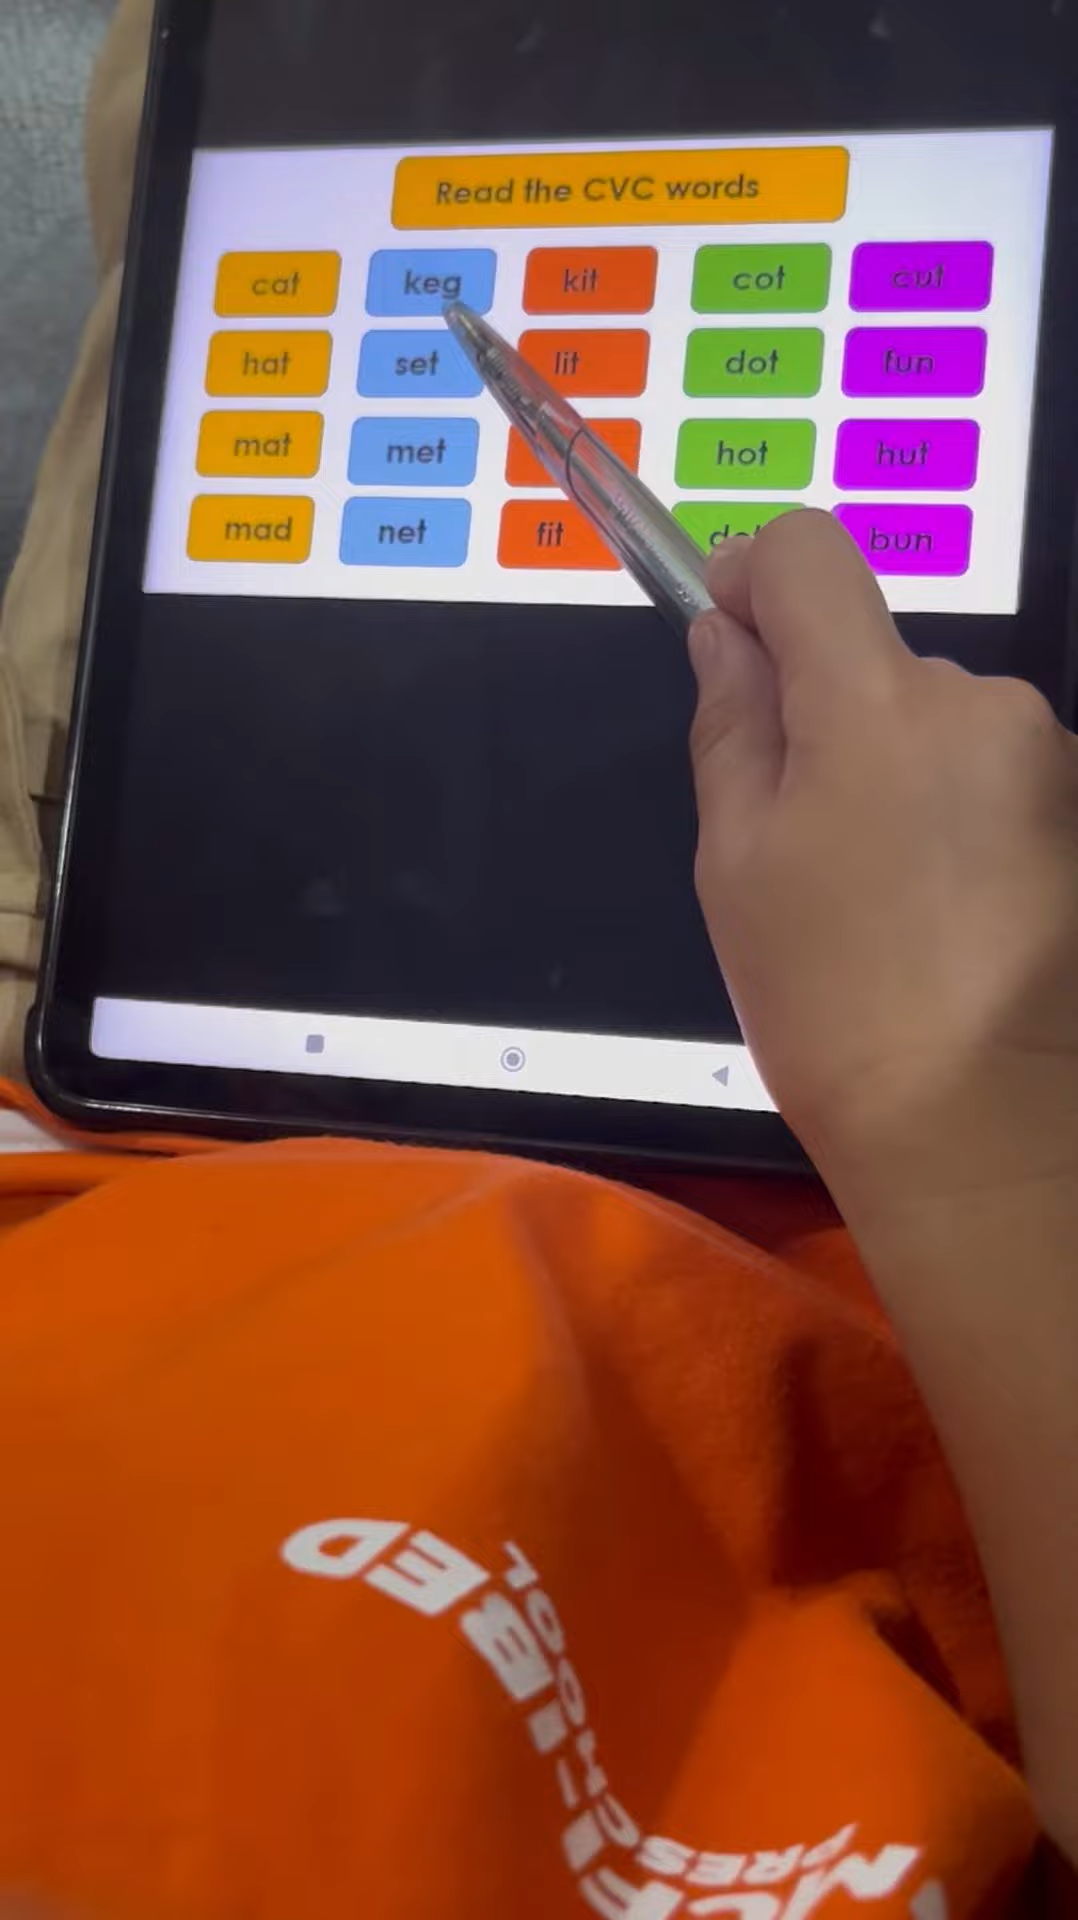 Read the CVC words
cat keg kit cot cut
hat set lit dot fun
mat met hot hut
mad net fit bun